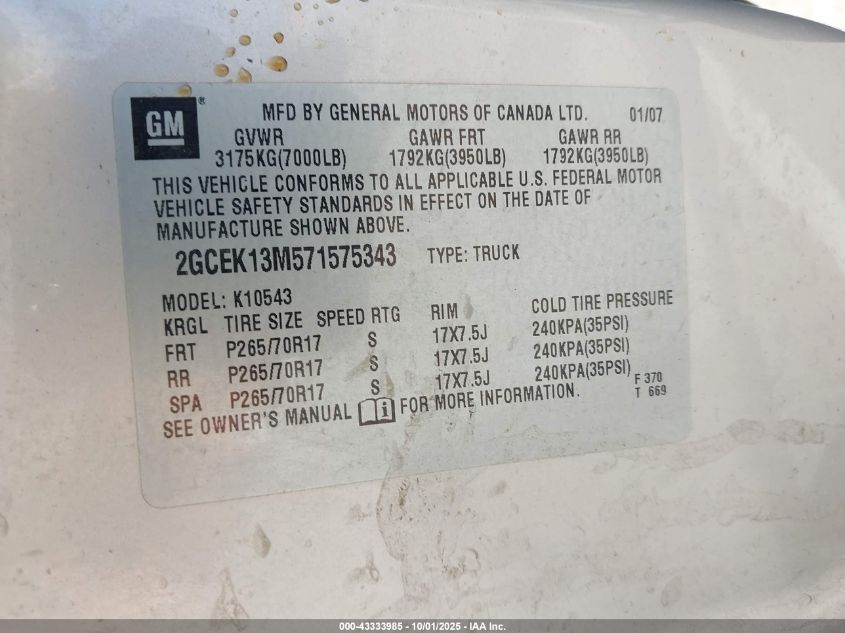 GM ® MFD BY GENERAL MOTORS OF CANADA LTD. 01/07
GVWR GAWR FRT GAWR RR
3175KG(7000LB) 1792KG(3950LB) 1792KG(3950LB)
THIS VEHICLE CONFORMS TO ALL APPLICABLE U.S. FEDERAL MOTOR
VEHICLE SAFETY STANDARDS IN EFFECT ON THE DATE OF
MANUFACTURE SHOWN ABOVE.
2GCEK13M571575343 TYPE: TRUCK
MODEL: K10543
KRGL TIRE SIZE SPEED RTG RIM COLD TIRE PRESSURE
FRT P265/70R17 S 17X7.5J 240KPA(35PSI)
RR P265/70R17 S 17X7.5J 240KPA(35PSI)
SPA P265/70R17 S 17X7.5J 240KPA(35PSI)
SEE OWNER'S MANUAL i FOR MORE INFORMATION.
F 370
T 669
000-43333985 - 10/01/2025 - IAA Inc.